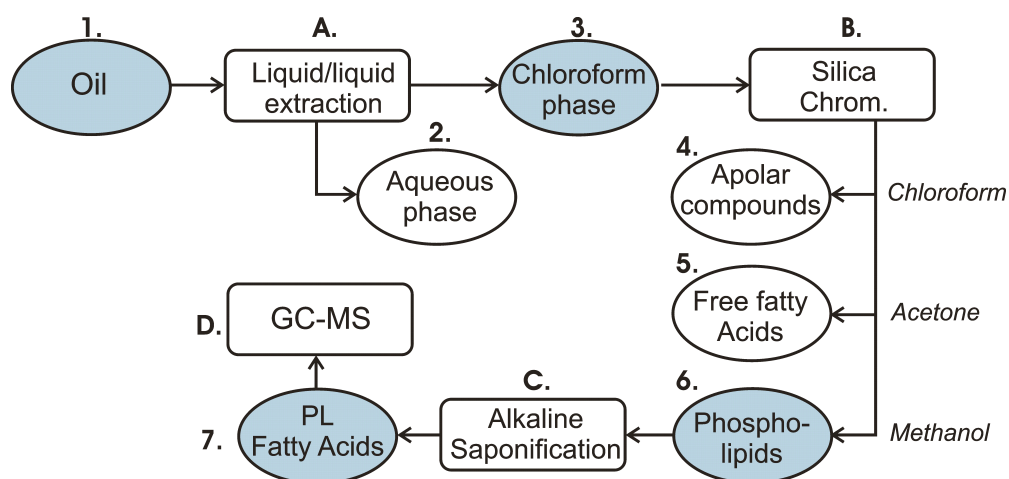 1.
Oil
A.
Liquid/liquid
extraction
2.
Aqueous
phase
3.
Chloroform
phase
B.
Silica
Chrom.
4.
Apolar
compounds
Chloroform
5.
Free fatty
Acids
Acetone
6.
Phospho-
lipids
Methanol
C.
Alkaline
Saponification
7.
PL
Fatty Acids
D.
GC-MS